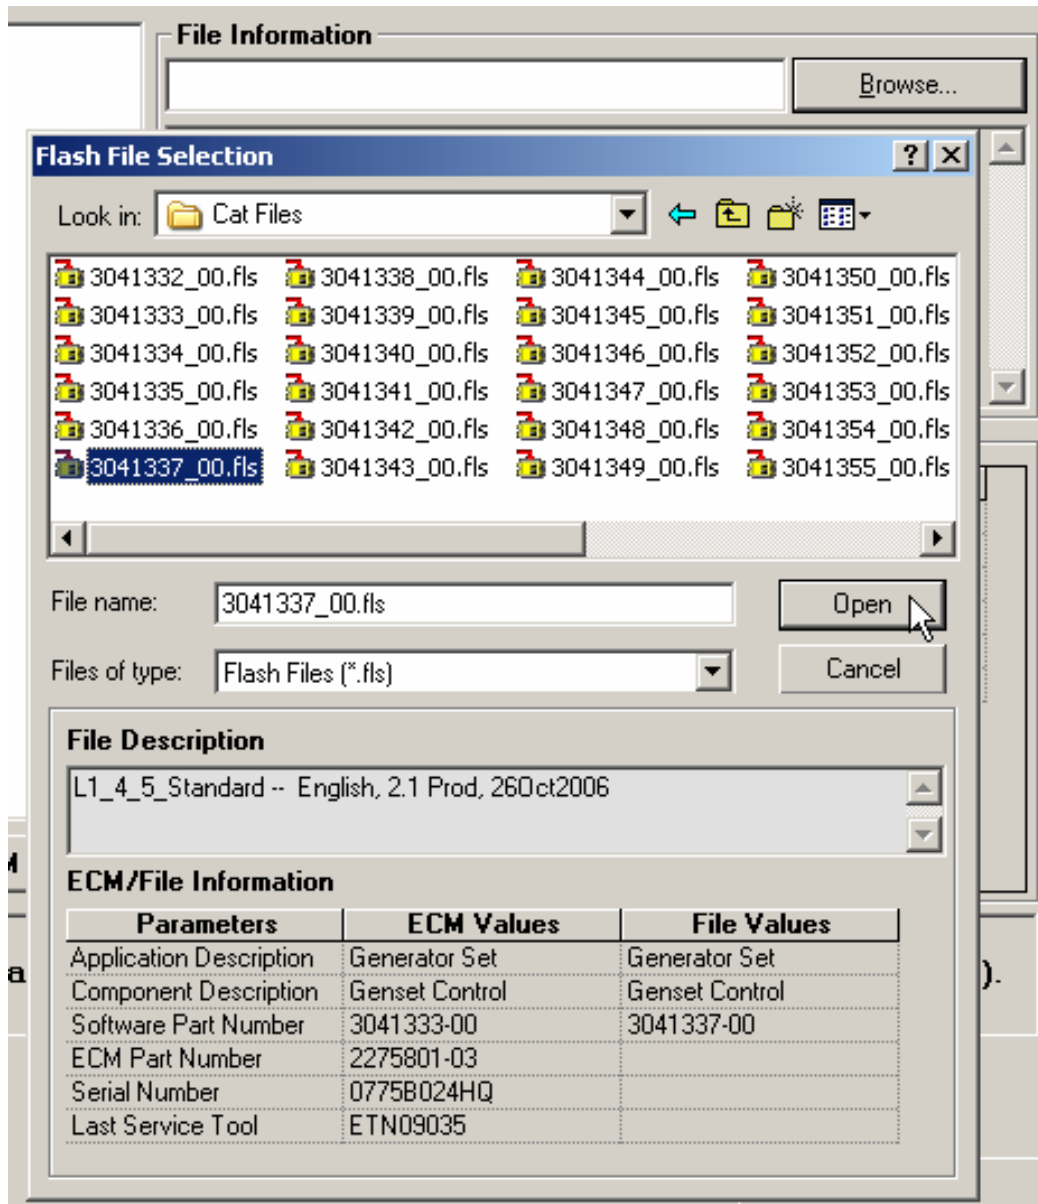 File Information
Browse...
Flash File Selection
Look in: Cat Files
3041332_00.fls 3041338_00.fls 3041344_00.fls 3041350_00.fls
3041333_00.fls 3041339_00.fls 3041345_00.fls 3041351_00.fls
3041334_00.fls 3041340_00.fls 3041346_00.fls 3041352_00.fls
3041335_00.fls 3041341_00.fls 3041347_00.fls 3041353_00.fls
3041336_00.fls 3041342_00.fls 3041348_00.fls 3041354_00.fls
3041337_00.fls 3041343_00.fls 3041349_00.fls 3041355_00.fls
File name: 3041337_00.fls Open
Files of type: Flash Files (*.fls) Cancel
File Description
L1_4_5_Standard -- English, 2.1 Prod, 26Oct2006
ECM/File Information
Parameters ECM Values File Values
Application Description Generator Set Generator Set
a ).
Component Description Genset Control Genset Control
Software Part Number 3041333-00 3041337-00
ECM Part Number 2275801-03
Serial Number 0775B024HQ
Last Service Tool ETN09035